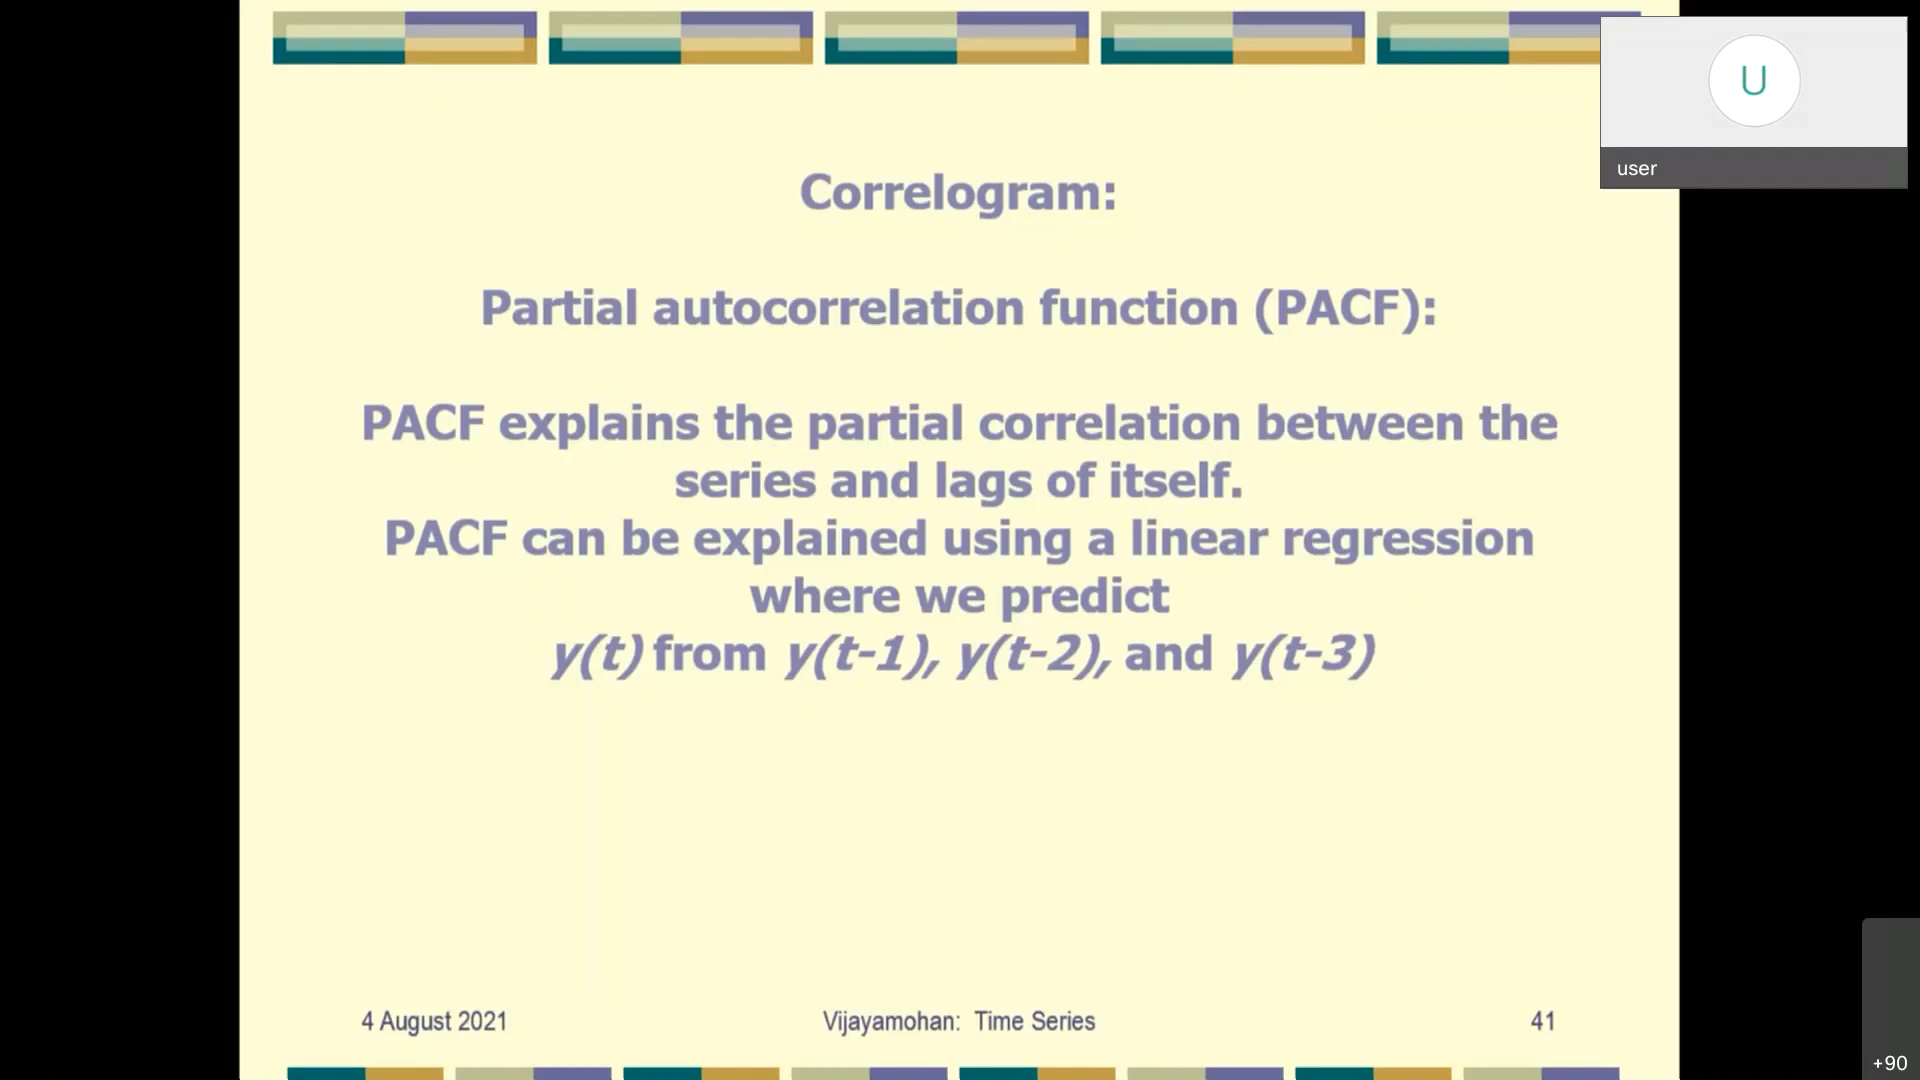 U
user
Correlogram:
Partial autocorrelation function (PACF):
PACF explains the partial correlation between the
series and lags of itself.
PACF can be explained using a linear regression
where we predict
y(t) from y(t-1), y(t-2), and y(t-3)
4 August 2021
Vijayamohan: Time Series
41
+90